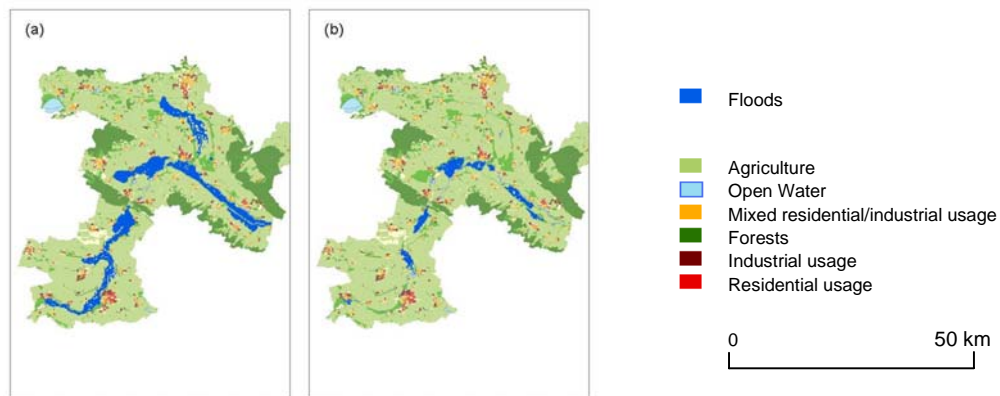 (a)
(b)
Floods
Agriculture
Open Water
Mixed residential/industrial usage
Forests
Industrial usage
Residential usage
0 50 km